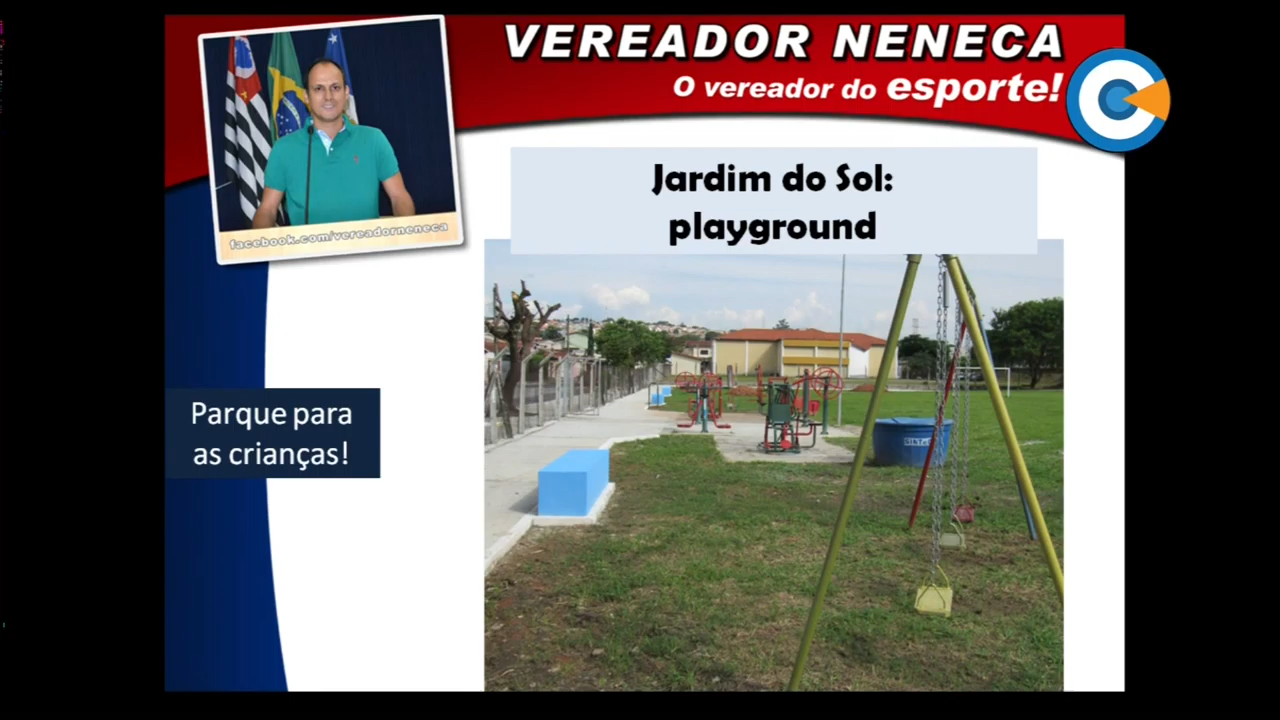 VEREADOR NENECA
O vereador do esporte!
facebook.com/vereadorneneca
Jardim do Sol:
playground
Parque para
as crianças!